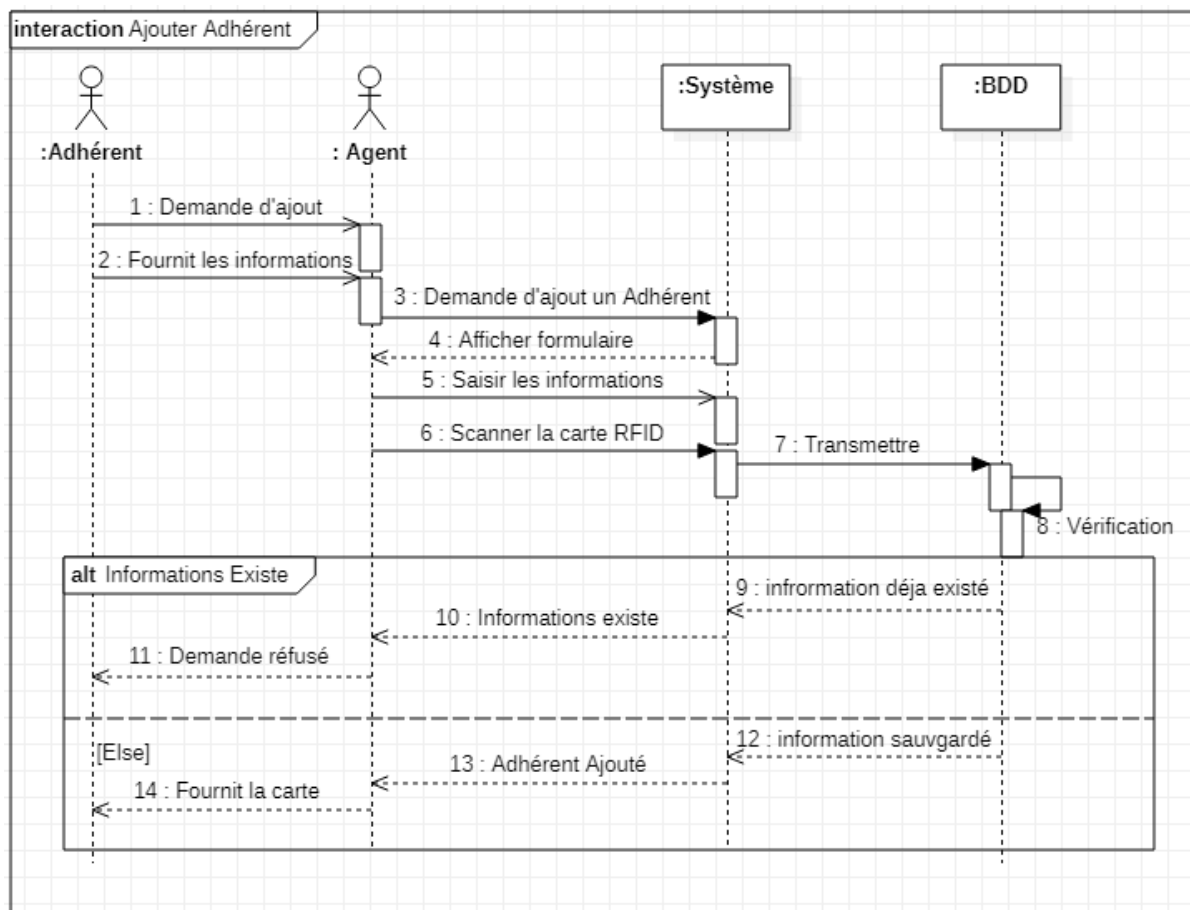 interaction Ajouter Adhérent
:Adhérent
: Agent
:Système
:BDD
1 : Demande d'ajout
2 : Fournit les informations
3 : Demande d'ajout un Adhérent
4 : Afficher formulaire
5 : Saisir les informations
6 : Scanner la carte RFID
7 : Transmettre
8 : Vérification
alt Informations Existe
9 : infrormation déja existé
10 : Informations existe
11 : Demande réfusé
[Else]
12 : information sauvgardé
13 : Adhérent Ajouté
14 : Fournit la carte